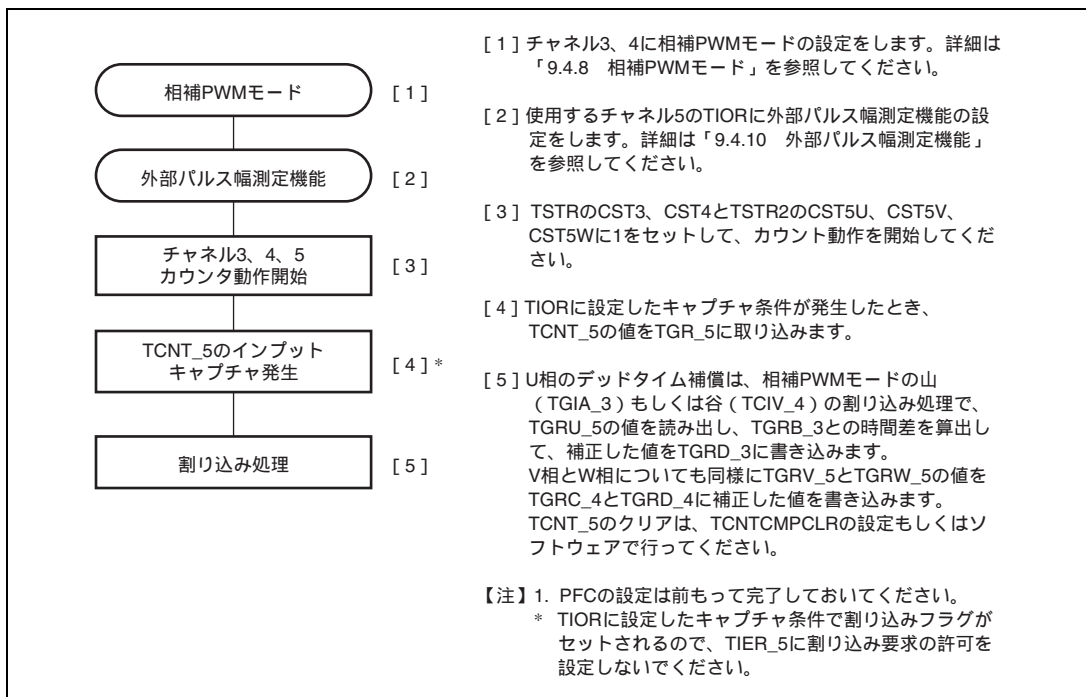 相補PWMモード
[1]
外部パルス幅測定機能
[2]
チャネル3、4、5
カウンタ動作開始
[3]
TCNT_5のインプット
キャプチャ発生
[4]*
割り込み処理
[5]
[1]チャネル3、4に相補PWMモードの設定をします。詳細は
「9.4.8 相補PWMモード」を参照してください。
[2]使用するチャネル5のTIORに外部パルス幅測定機能の設
定をします。詳細は「9.4.10 外部パルス幅測定機能」
を参照してください。
[3] TSTRのCST3、CST4とTSTR2のCST5U、CST5V、
CST5Wに1をセットして、カウント動作を開始してくだ
さい。
[4]TIORに設定したキャプチャ条件が発生したとき、
TCNT_5の値をTGR_5に取り込みます。
[5]U相のデッドタイム補償は、相補PWMモードの山
(TGIA_3)もしくは谷(TCIV_4)の割り込み処理で、
TGRU_5の値を読み出し、TGRB_3との時間差を算出し
て、補正した値をTGRD_3に書き込みます。
V相とW相についても同様にTGRV_5とTGRW_5の値を
TGRC_4とTGRD_4に補正した値を書き込みます。
TCNT_5のクリアは、TCNTCMPCLRの設定もしくはソ
フトウェアで行ってください。
【注】1. PFCの設定は前もって完了しておいてください。
* TIORに設定したキャプチャ条件で割り込みフラグが
セットされるので、TIER_5に割り込み要求の許可を
設定しないでください。